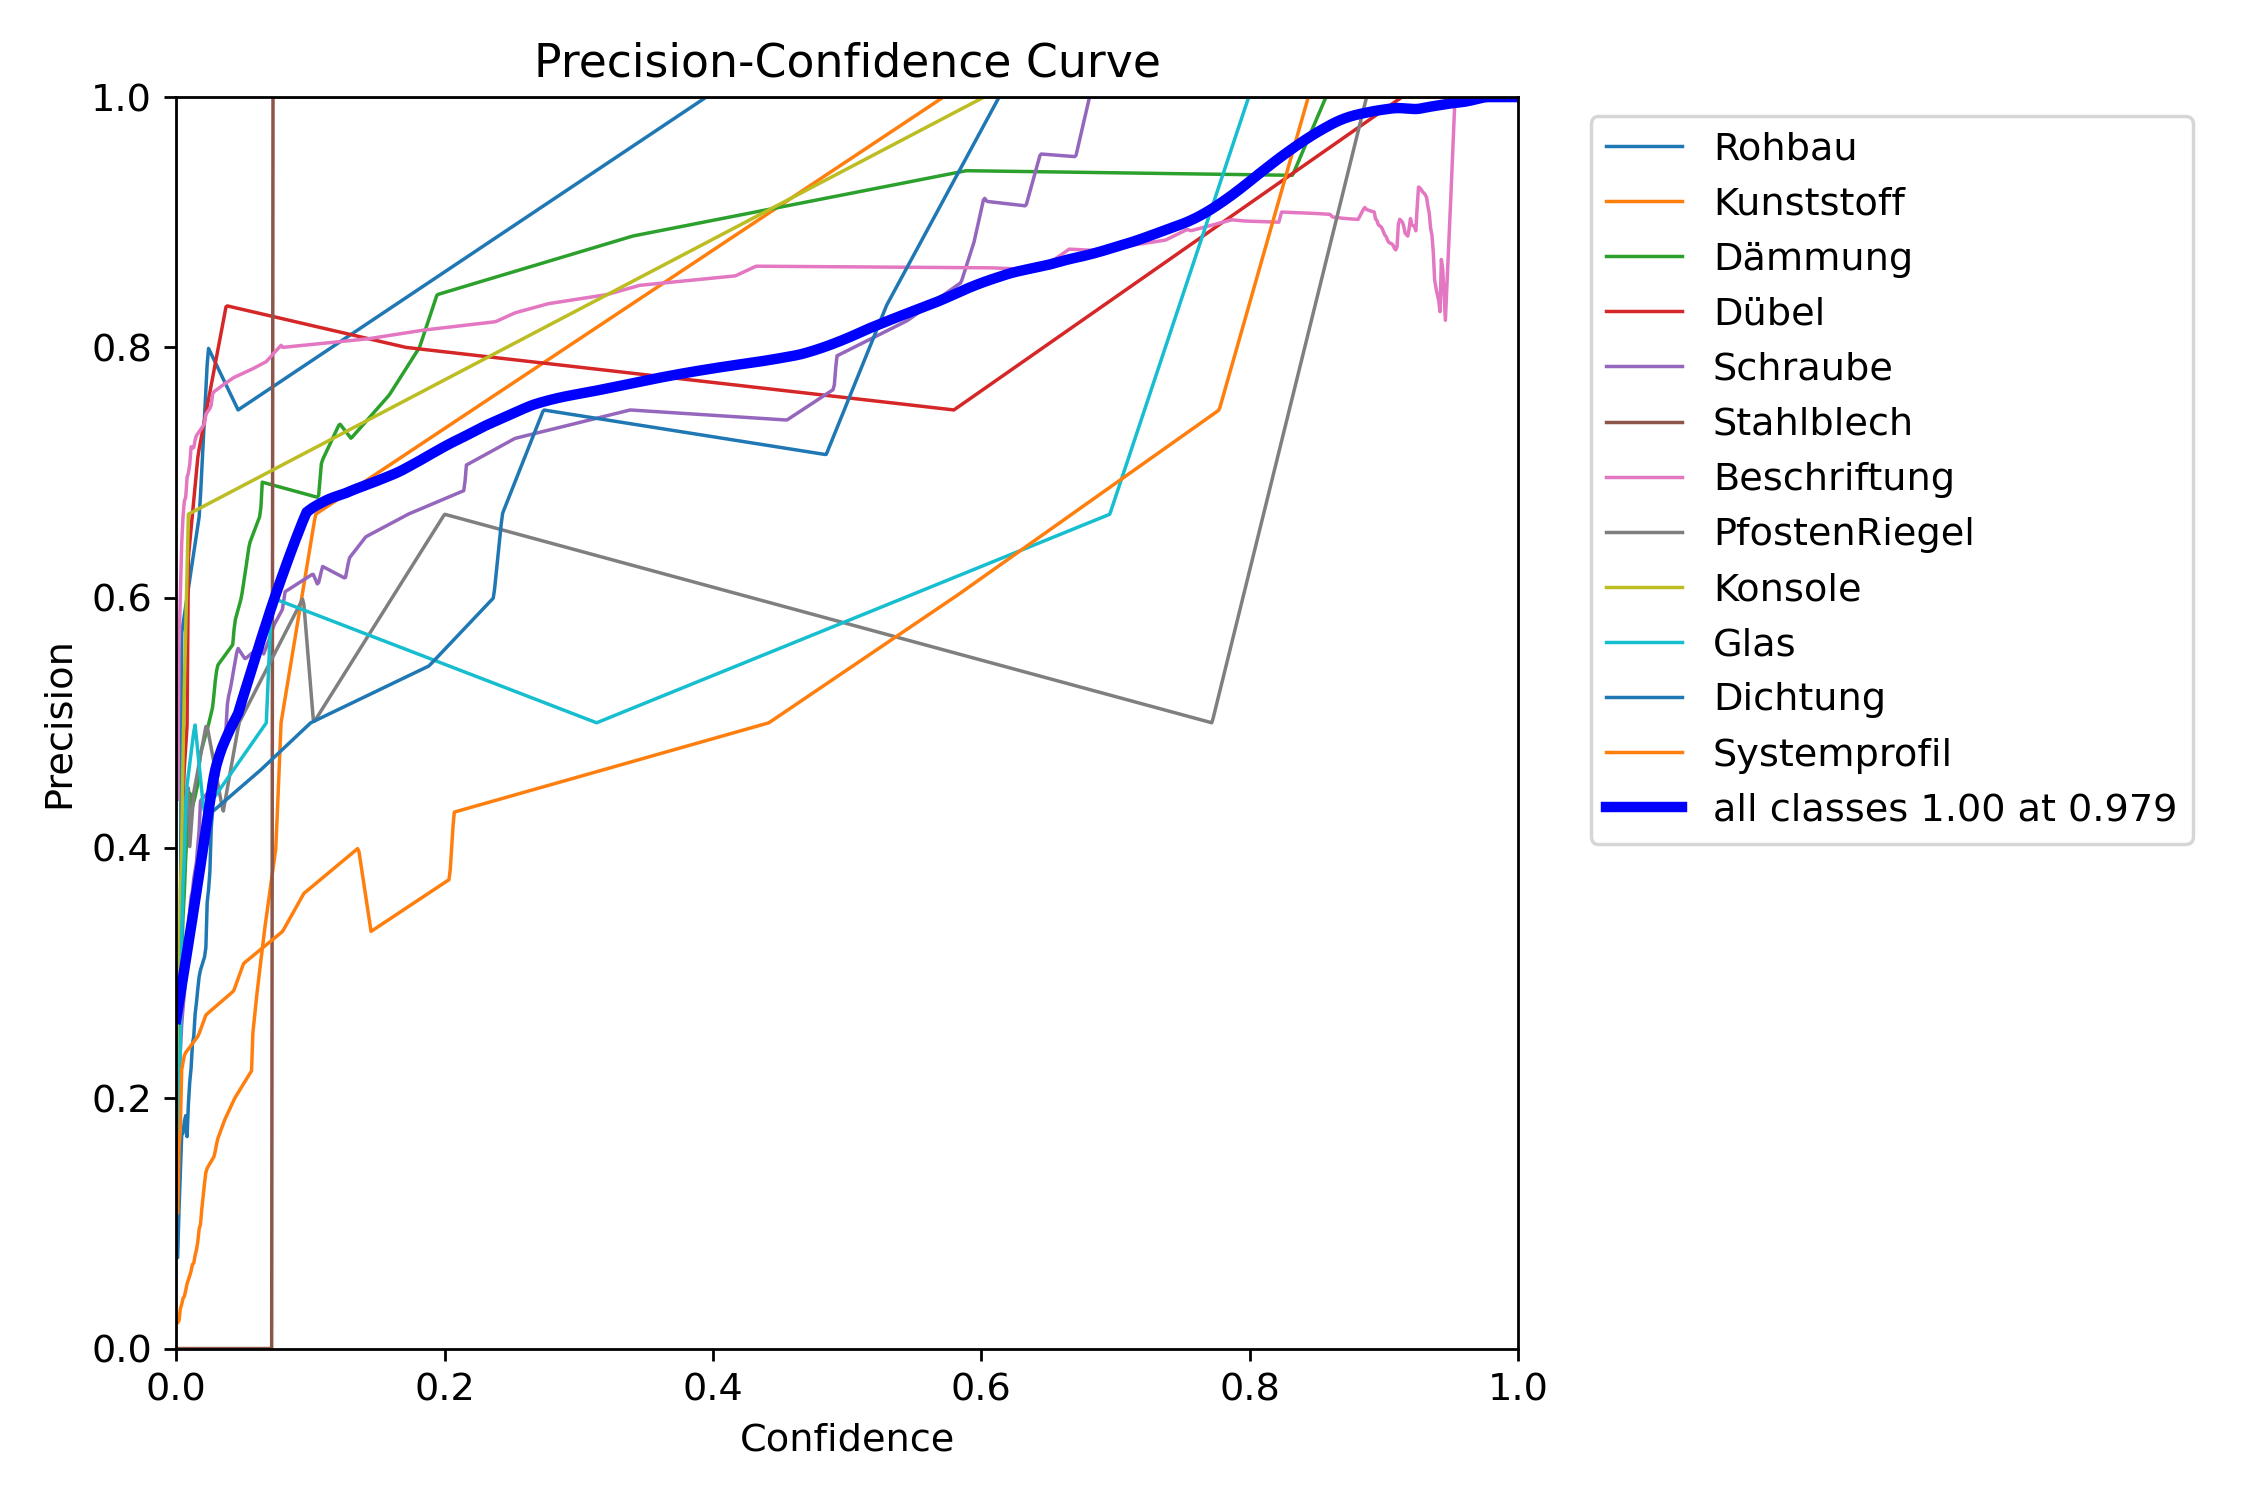 Precision-Confidence Curve
1.0
0.8
0.6
0.4
0.2
0.0
Precision
0.0 0.2 0.4 0.6 0.8 1.0
Confidence
Rohbau
Kunststoff
Dämmung
Dübel
Schraube
Stahlblech
Beschriftung
PfostenRiegel
Konsole
Glas
Dichtung
Systemprofil
all classes 1.00 at 0.979